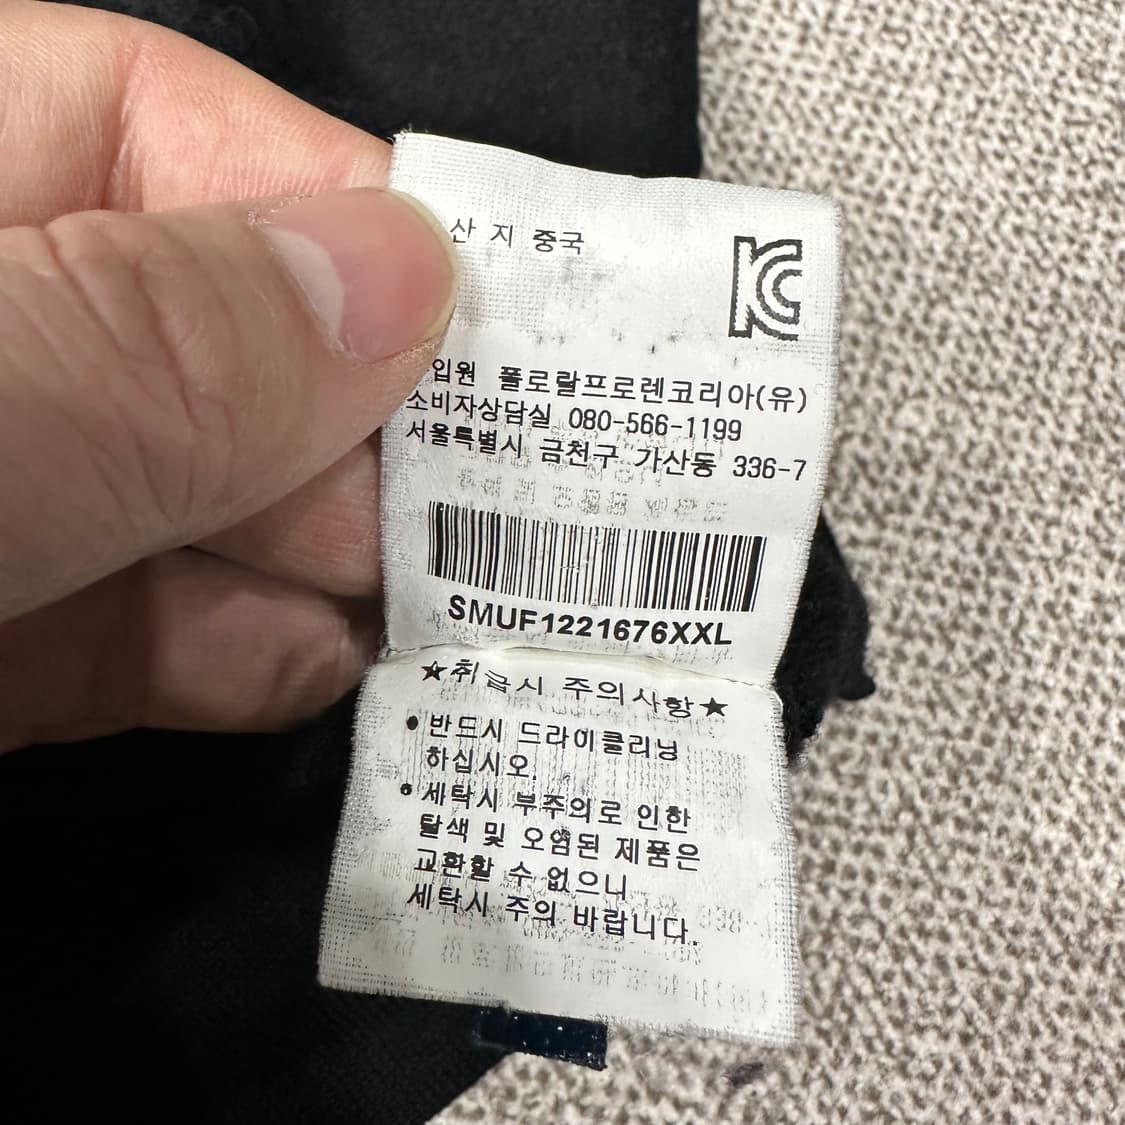 산 지 중국
KC
입원 폴로랄프로렌코리아(유)
소비자상담실 080-566-1199
서울특별시 금천구 가산동 336-7
SMUF1221676XXL
★취급시 주의사항★
● 반드시 드라이클리닝
하십시오.
● 세탁시 부주의로 인한
탈색 및 오염된 제품은
교환할 수 없으니
세탁시 주의 바랍니다.